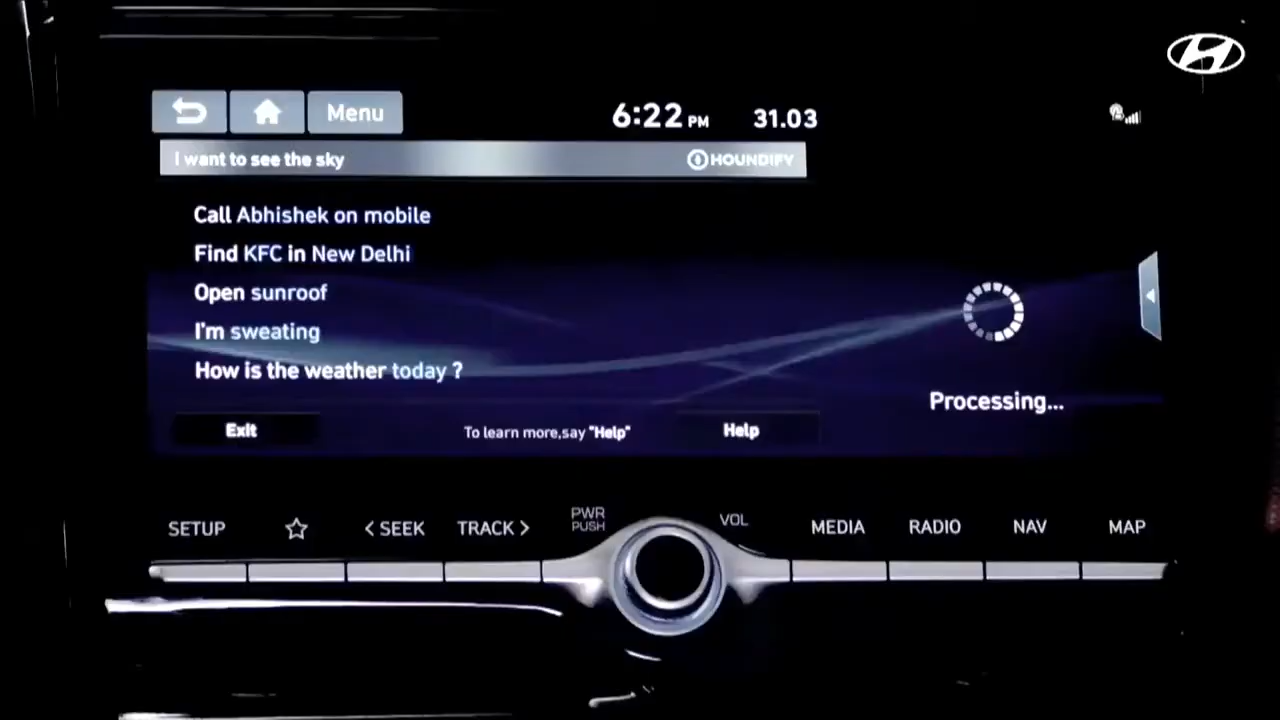 Menu
6:22 PM 31.03
I want to see the sky HOUNDIFY
Call Abhishek on mobile
Find KFC in New Delhi
Open sunroof
I'm sweating
How is the weather today ?
Processing...
Exit To learn more,say "Help" Help
SETUP < SEEK TRACK > PWR PUSH VOL MEDIA RADIO NAV MAP